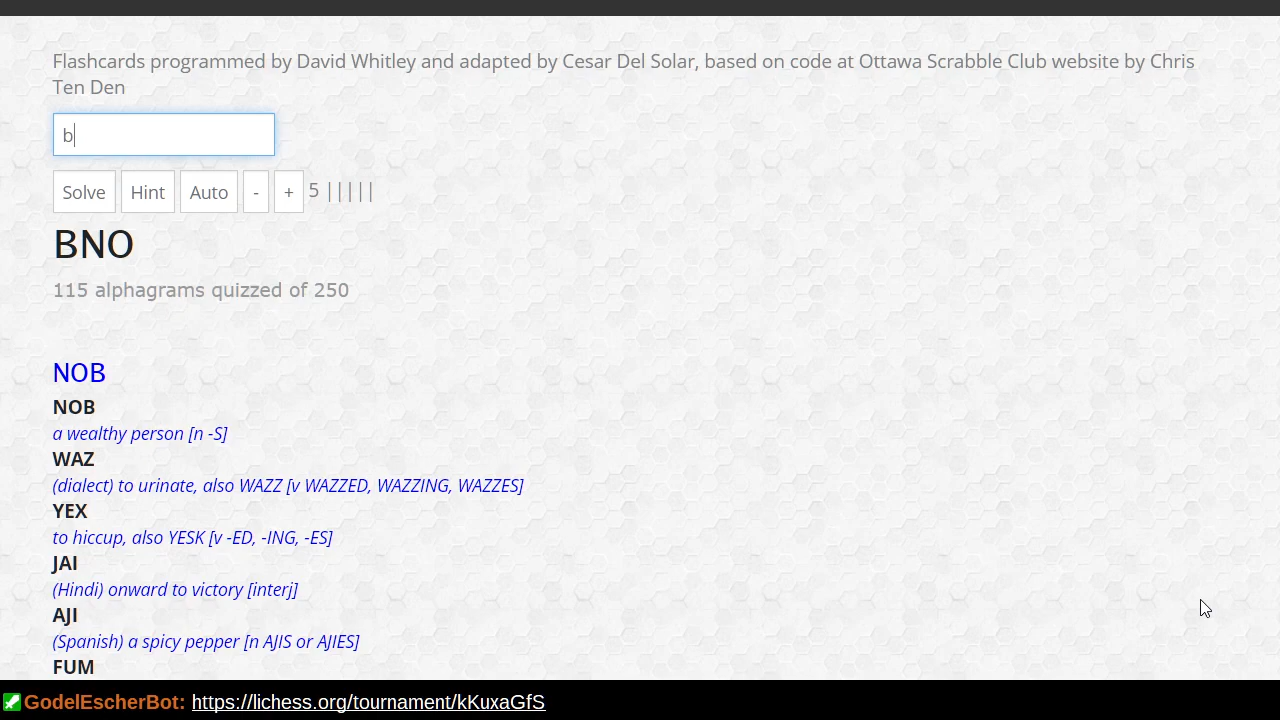 Flashcards programmed by David Whitley and adapted by Cesar Del Solar, based on code at Ottawa Scrabble Club website by Chris
Ten Den
b
Solve Hint Auto - + 5 |||||
BNO
115 alphagrams quizzed of 250
NOB
NOB
a wealthy person [n -S]
WAZ
(dialect) to urinate, also WAZZ [v WAZZED, WAZZING, WAZZES]
YEX
to hiccup, also YESK [v -ED, -ING, -ES]
JAI
(Hindi) onward to victory [interj]
AJI
(Spanish) a spicy pepper [n AJIS or AJIES]
FUM
GodelEscherBot: https://lichess.org/tournament/kKuxaGfS